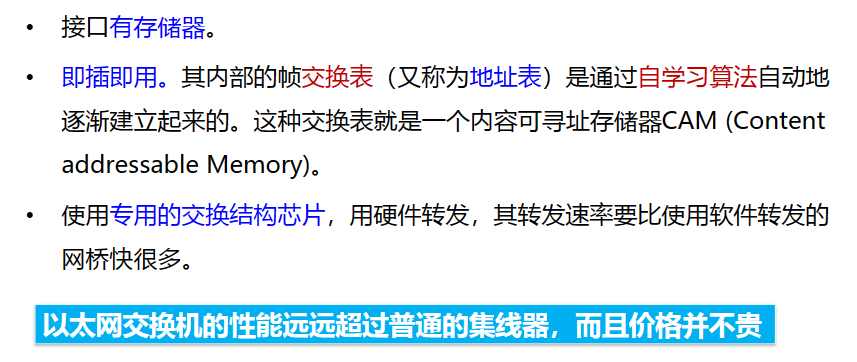 • 接口有存储器。
• 即插即用。其内部的帧交换表（又称为地址表）是通过自学习算法自动地
逐渐建立起来的。这种交换表就是一个内容可寻址存储器CAM (Content
addressable Memory)。
• 使用专用的交换结构芯片，用硬件转发，其转发速率要比使用软件转发的
网桥快很多。
以太网交换机的性能远远超过普通的集线器，而且价格并不贵